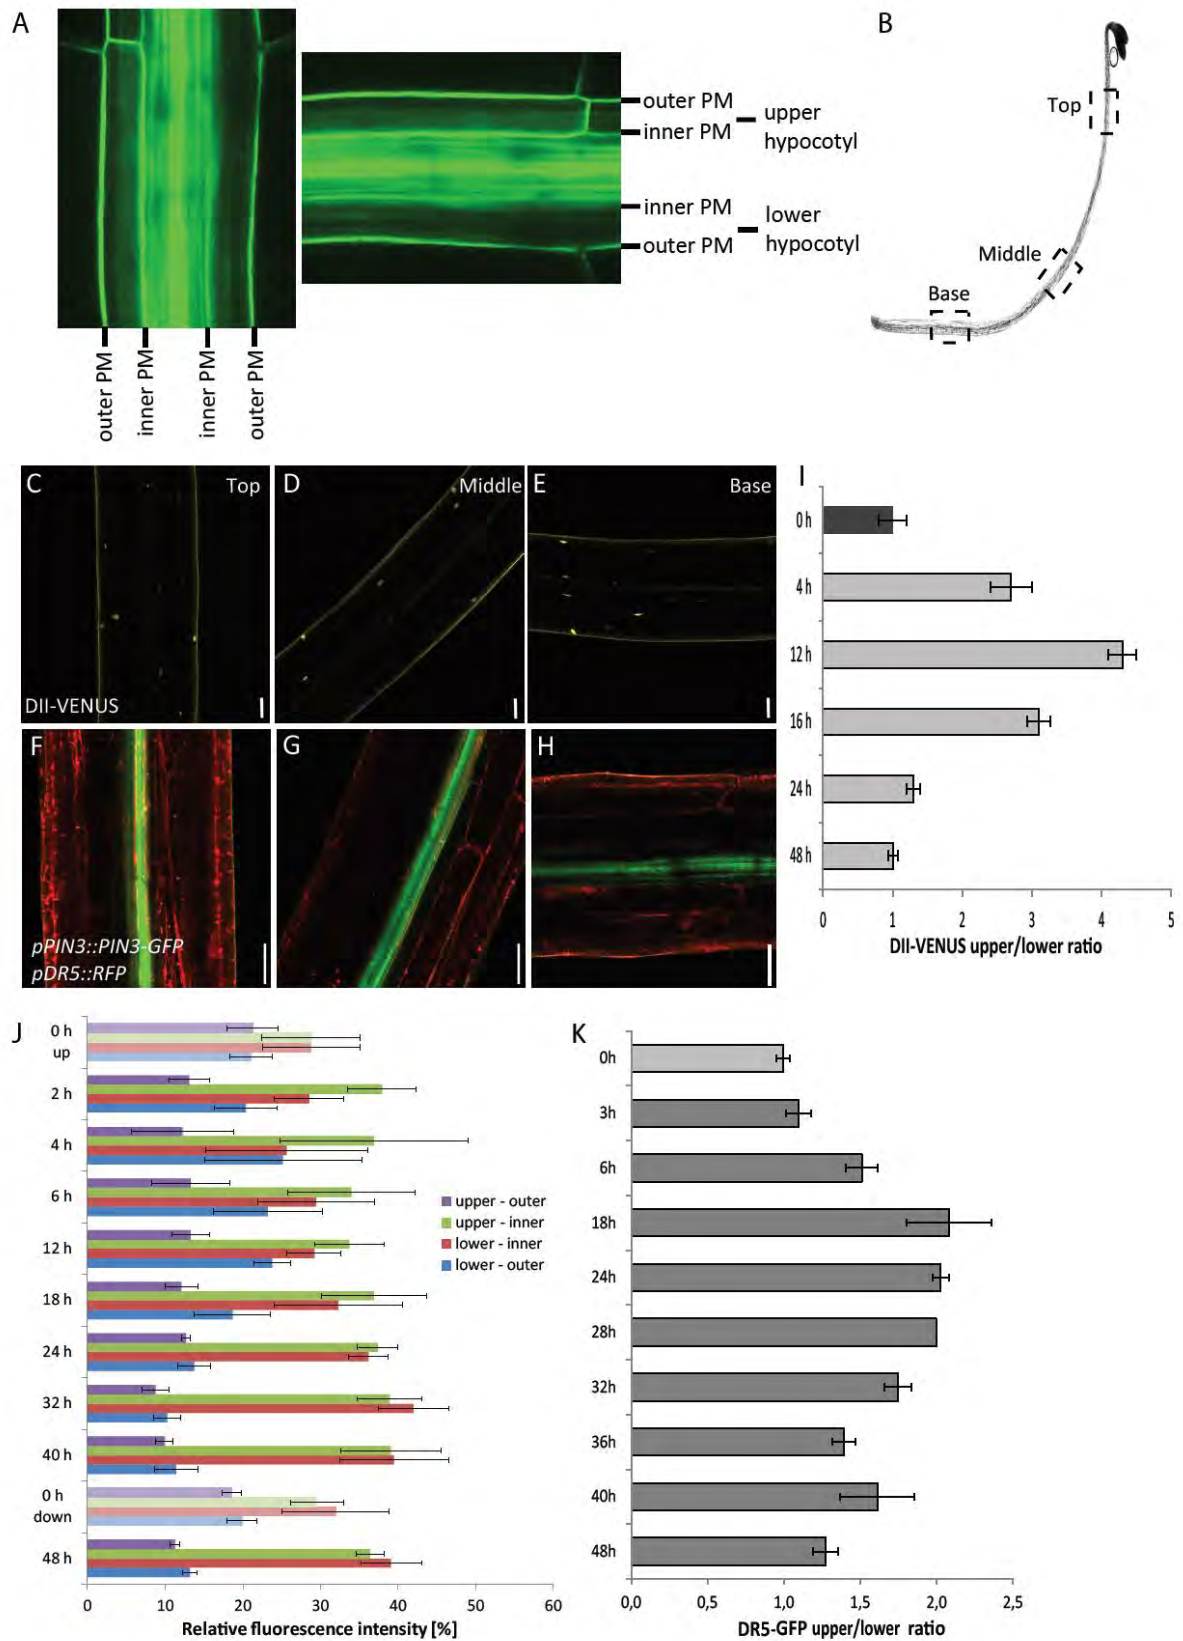 A
outer PM
inner PM
inner PM
outer PM
outer PM
inner PM
upper
hypocotyl
inner PM
outer PM
lower
hypocotyl
B
Top
Middle
Base
C
Top
DII-VENUS
D
Middle
E
Base
F
pPIN3::PIN3-GFP
pDR5::RFP
G
H
I
0 h
4 h
12 h
16 h
24 h
48 h
0 1 2 3 4 5
DII-VENUS upper/lower ratio
J
0 h
up
2 h
4 h
6 h
12 h
18 h
24 h
32 h
40 h
0 h
down
48 h
upper - outer
upper - inner
lower - inner
lower - outer
0 10 20 30 40 50 60
Relative fluorescence intensity [%]
K
0h
3h
6h
18h
24h
28h
32h
36h
40h
48h
0,0 0,5 1,0 1,5 2,0 2,5
DR5-GFP upper/lower ratio